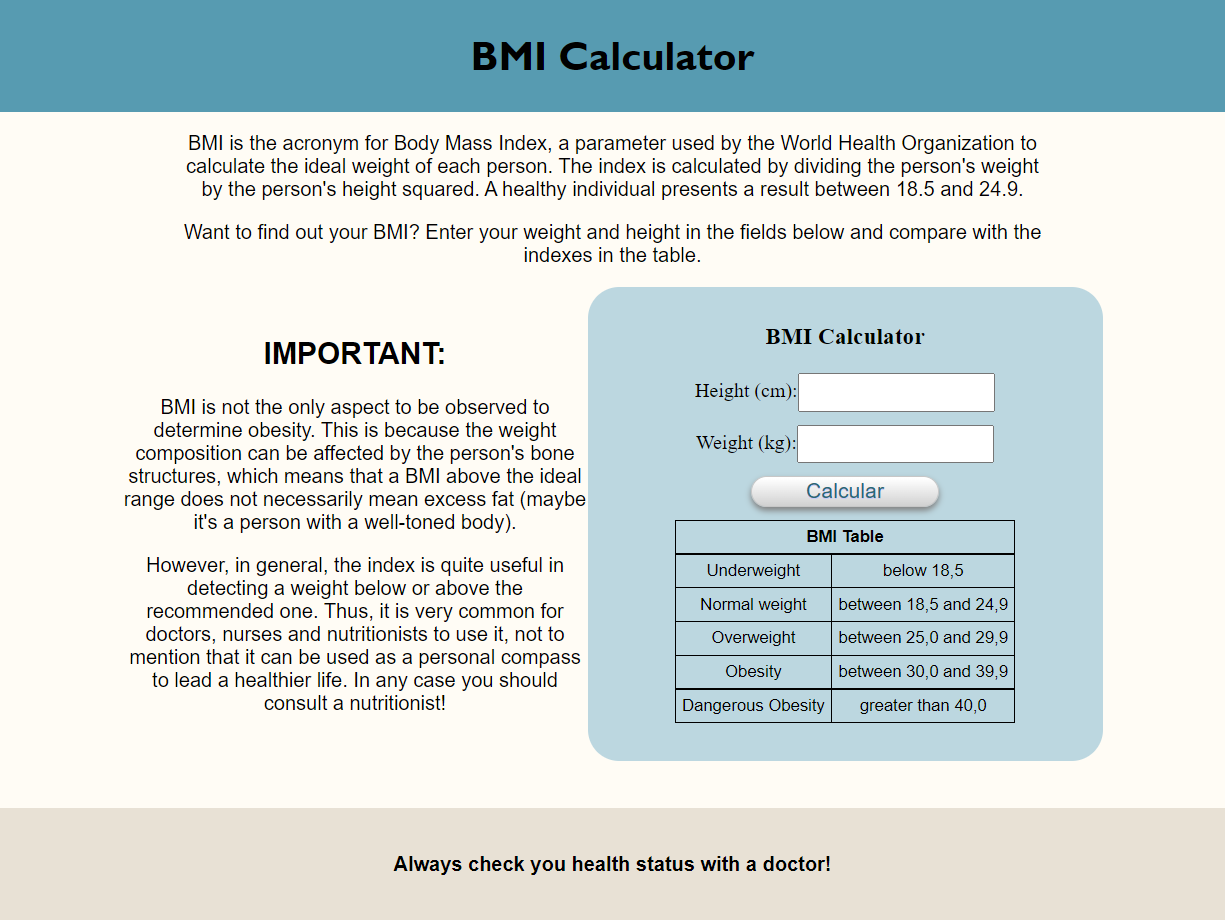 BMI Calculator
BMI is the acronym for Body Mass Index, a parameter used by the World Health Organization to
calculate the ideal weight of each person. The index is calculated by dividing the person's weight
by the person's height squared. A healthy individual presents a result between 18.5 and 24.9.
Want to find out your BMI? Enter your weight and height in the fields below and compare with the
indexes in the table.
IMPORTANT:
BMI is not the only aspect to be observed to
determine obesity. This is because the weight
composition can be affected by the person's bone
structures, which means that a BMI above the ideal
range does not necessarily mean excess fat (maybe
it's a person with a well-toned body).
However, in general, the index is quite useful in
detecting a weight below or above the
recommended one. Thus, it is very common for
doctors, nurses and nutritionists to use it, not to
mention that it can be used as a personal compass
to lead a healthier life. In any case you should
consult a nutritionist!
BMI Calculator
Height (cm):
Weight (kg):
Calcular
BMI Table
Underweight below 18,5
Normal weight between 18,5 and 24,9
Overweight between 25,0 and 29,9
Obesity between 30,0 and 39,9
Dangerous Obesity greater than 40,0
Always check you health status with a doctor!